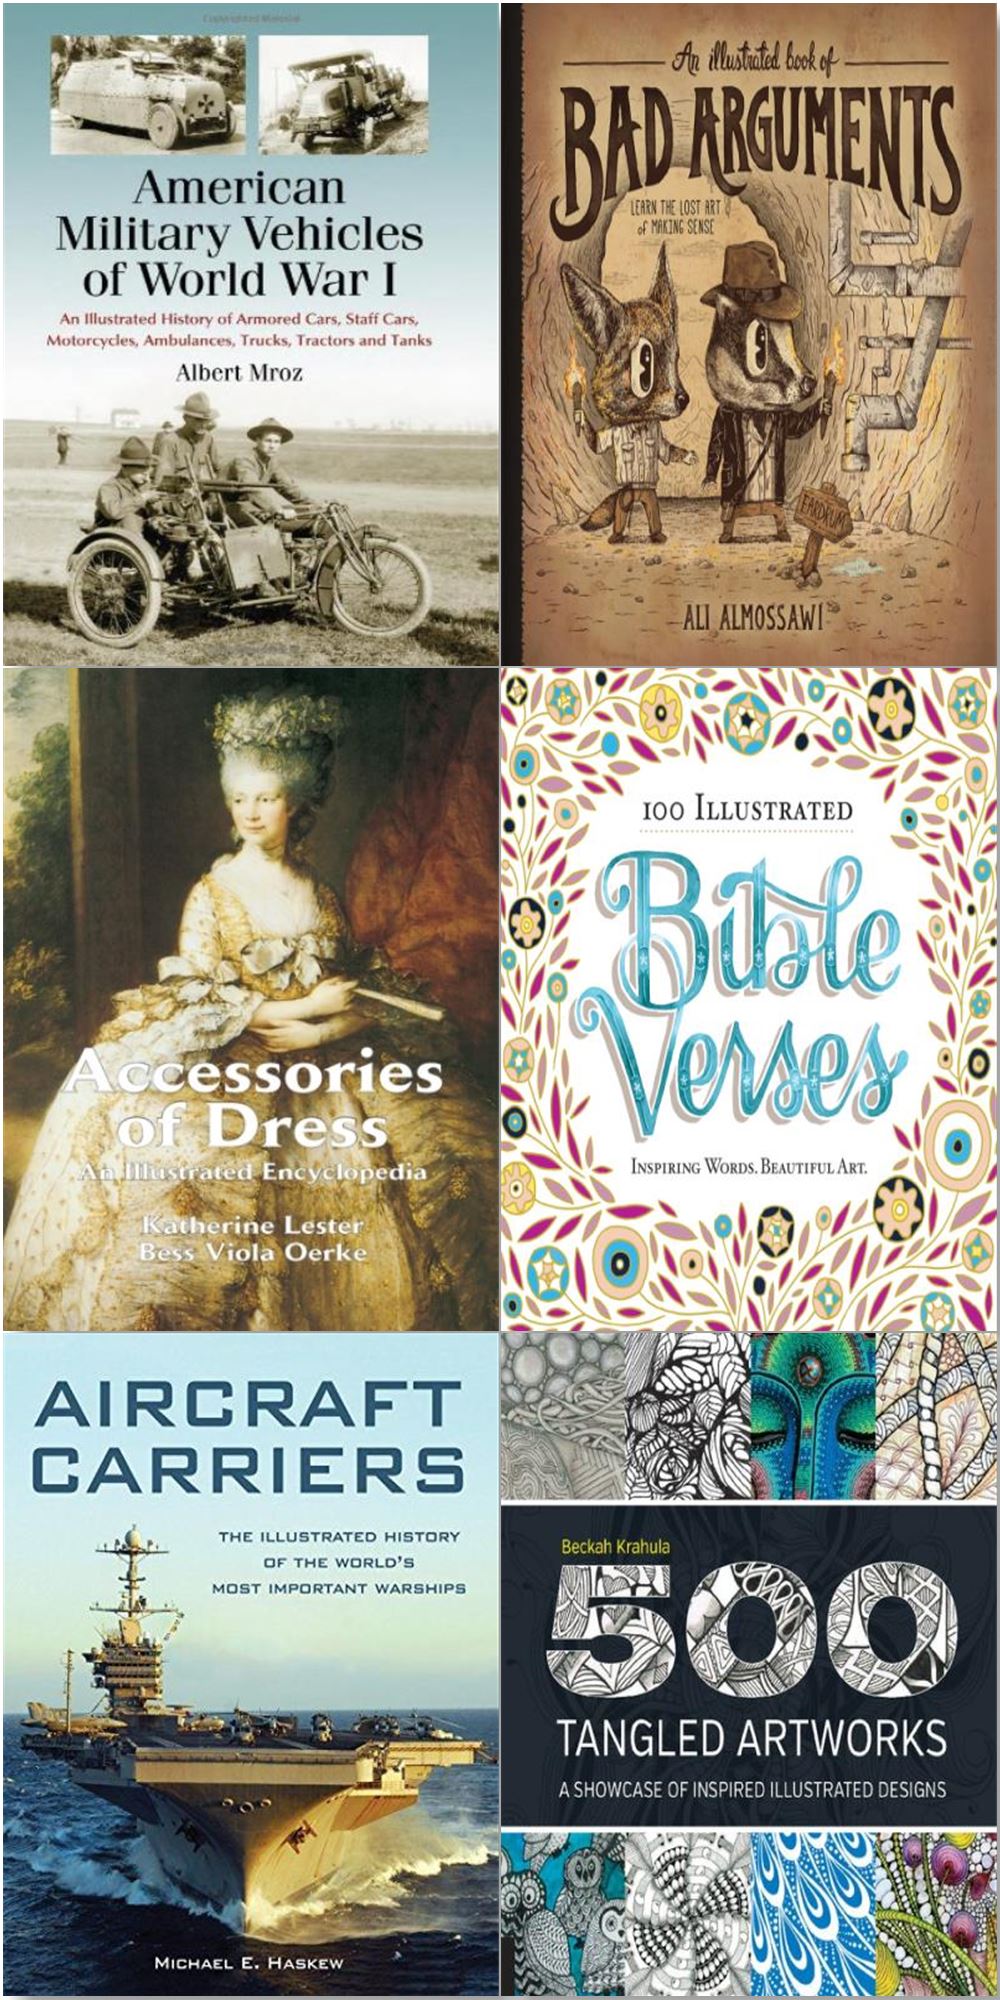 Copyrighted Material
American
Military Vehicles
of World War I
An Illustrated History of Armored Cars, Staff Cars,
Motorcycles, Ambulances, Trucks, Tractors and Tanks
Albert Mroz
An illustrated book of
BAD ARGUMENTS
LEARN THE LOST ART
of MAKING SENSE
EARDRUM
ALI ALMOSSAWI
Accessories
of Dress
An Illustrated Encyclopedia
Katherine Lester
Bess Viola Oerke
100 ILLUSTRATED
Bible
Verses
INSPIRING WORDS. BEAUTIFUL ART.
AIRCRAFT
CARRIERS
THE ILLUSTRATED HISTORY
OF THE WORLD'S
MOST IMPORTANT WARSHIPS
MICHAEL E. HASKEW
Beckah Krahula
500
TANGLED ARTWORKS
A SHOWCASE OF INSPIRED ILLUSTRATED DESIGNS